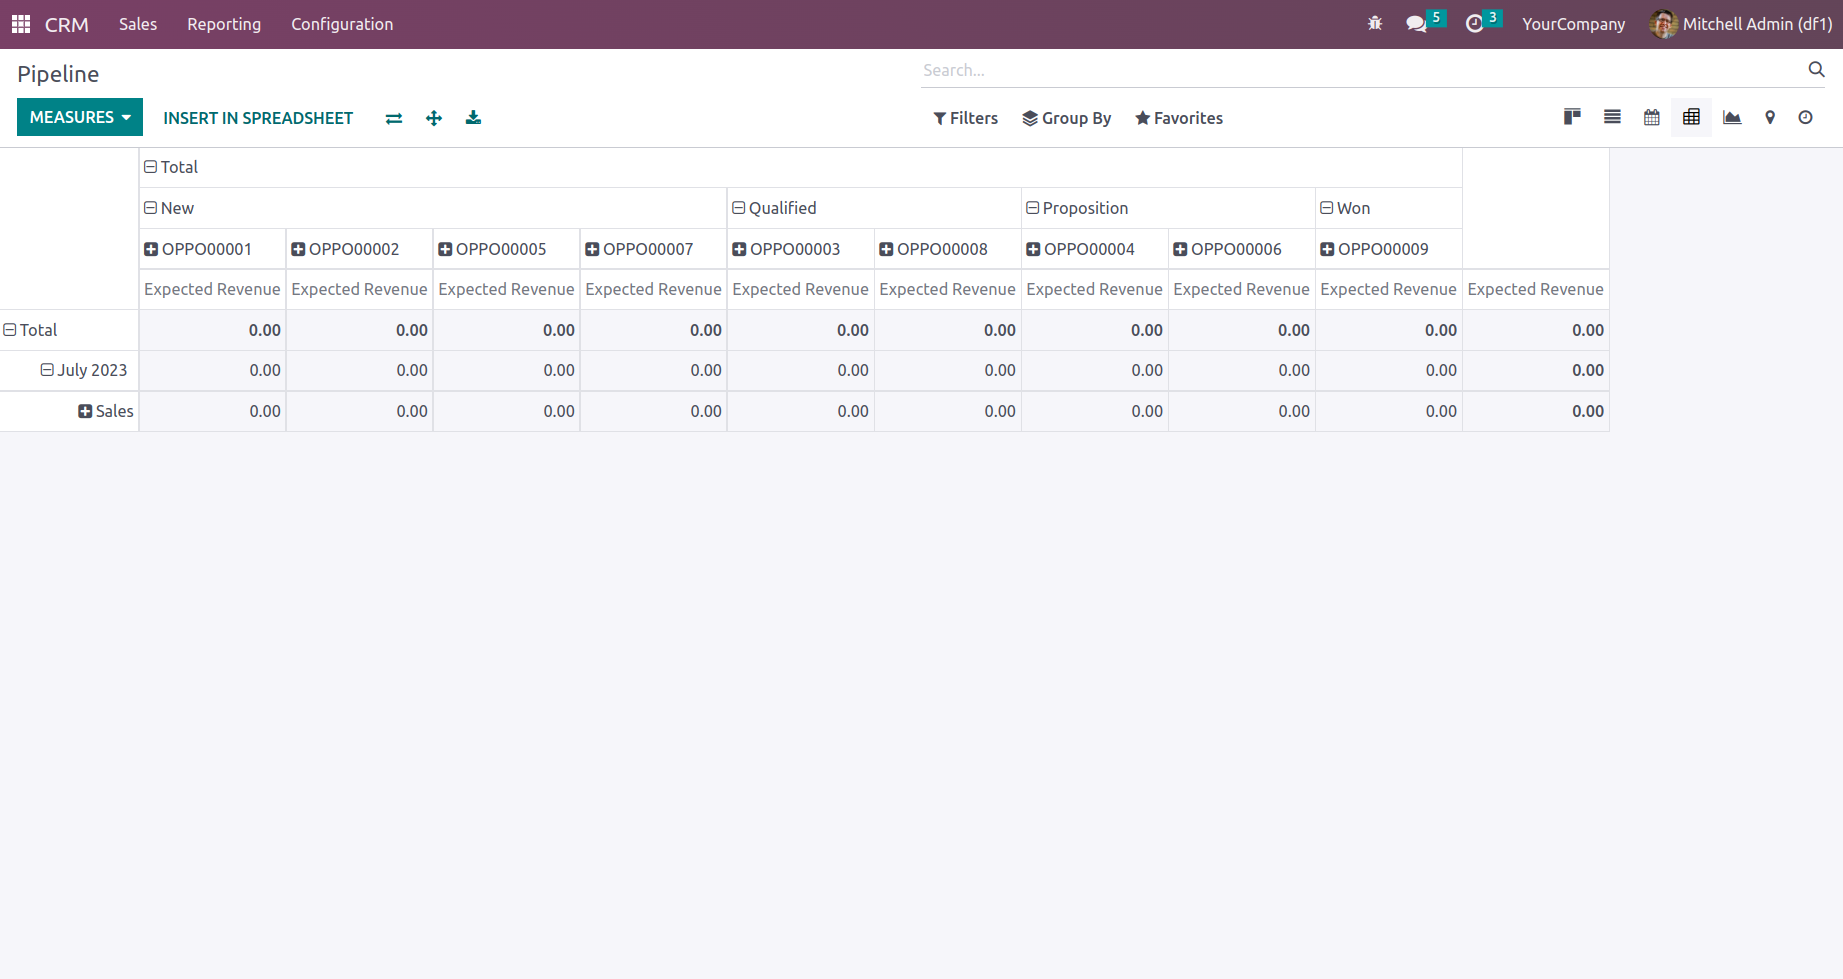 CRM Sales Reporting Configuration 5 3 YourCompany Mitchell Admin (df1)
Pipeline Search...
MEASURES INSERT IN SPREADSHEET Filters Group By Favorites
Total
New Qualified Proposition Won
OPPO00001 OPPO00002 OPPO00005 OPPO00007 OPPO00003 OPPO00008 OPPO00004 OPPO00006 OPPO00009
Expected Revenue Expected Revenue Expected Revenue Expected Revenue Expected Revenue Expected Revenue Expected Revenue Expected Revenue Expected Revenue Expected Revenue
Total 0.00 0.00 0.00 0.00 0.00 0.00 0.00 0.00 0.00 0.00
July 2023 0.00 0.00 0.00 0.00 0.00 0.00 0.00 0.00 0.00 0.00
Sales 0.00 0.00 0.00 0.00 0.00 0.00 0.00 0.00 0.00 0.00